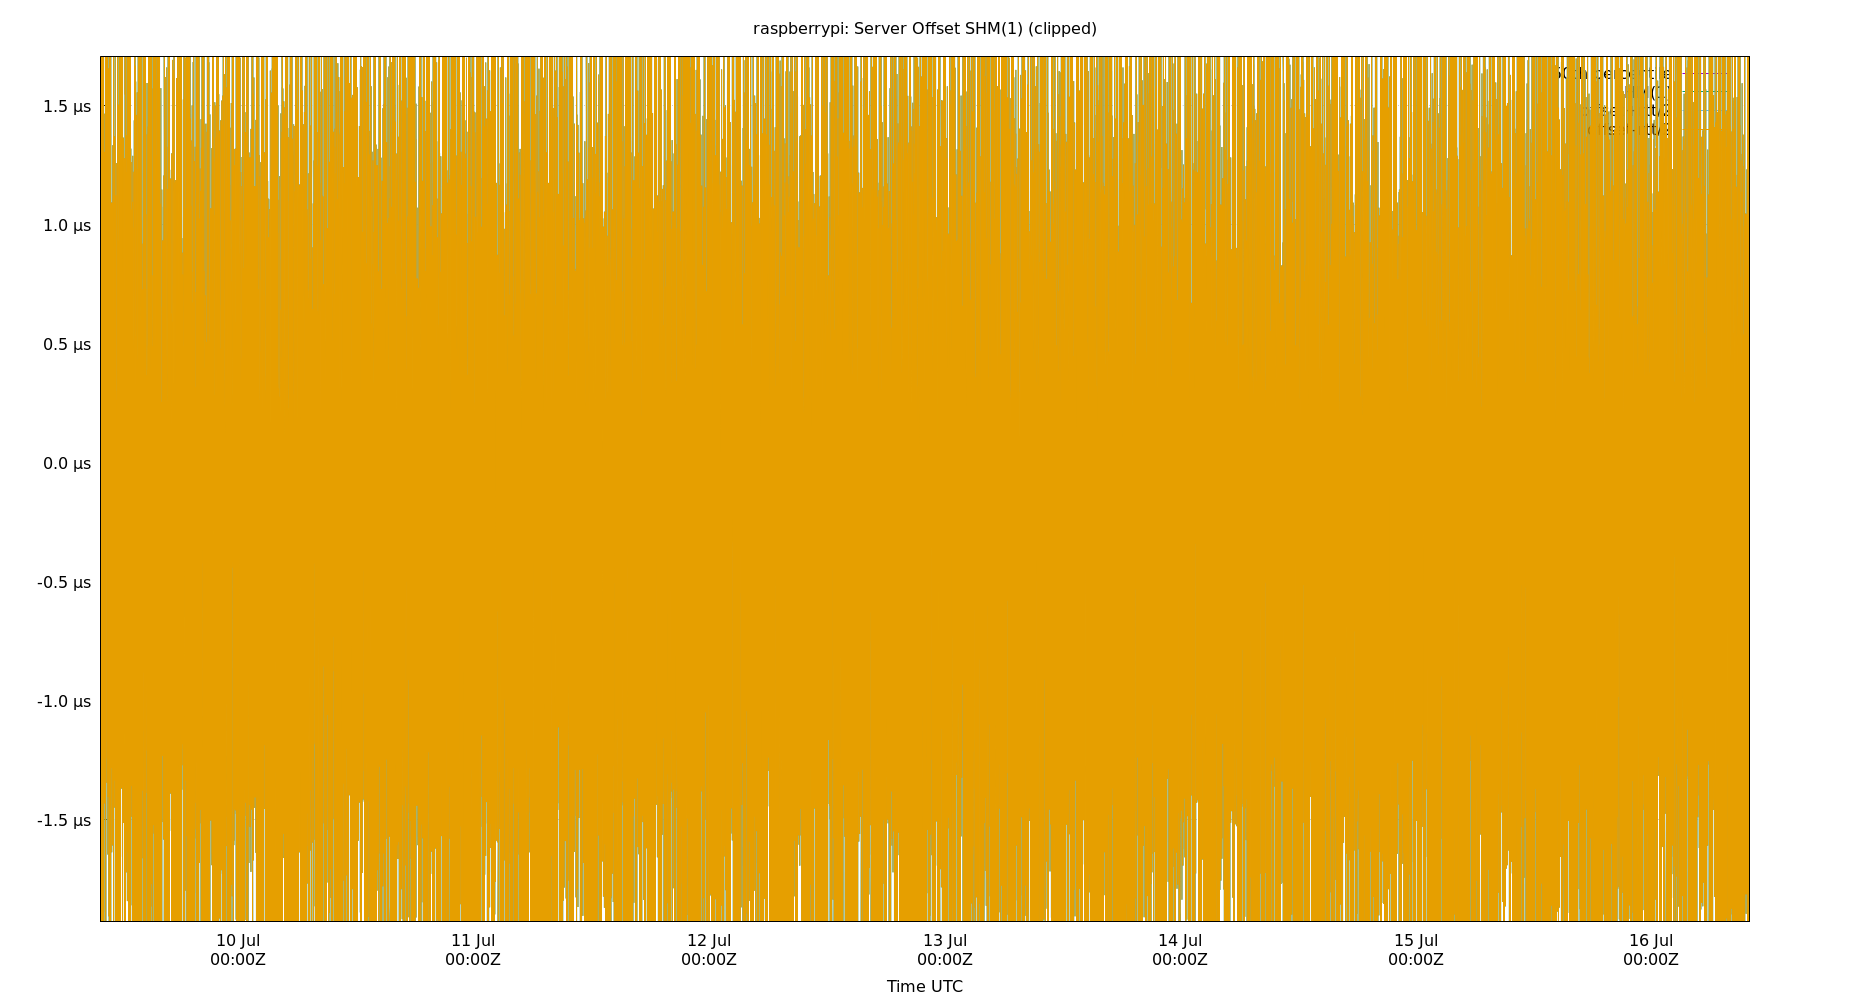 raspberrypi: Server Offset SHM(1) (clipped)
1.5 µs
1.0 µs
0.5 µs
0.0 µs
-0.5 µs
-1.0 µs
-1.5 µs
10 Jul 00:00Z
11 Jul 00:00Z
12 Jul 00:00Z
13 Jul 00:00Z
14 Jul 00:00Z
15 Jul 00:00Z
16 Jul 00:00Z
Time UTC